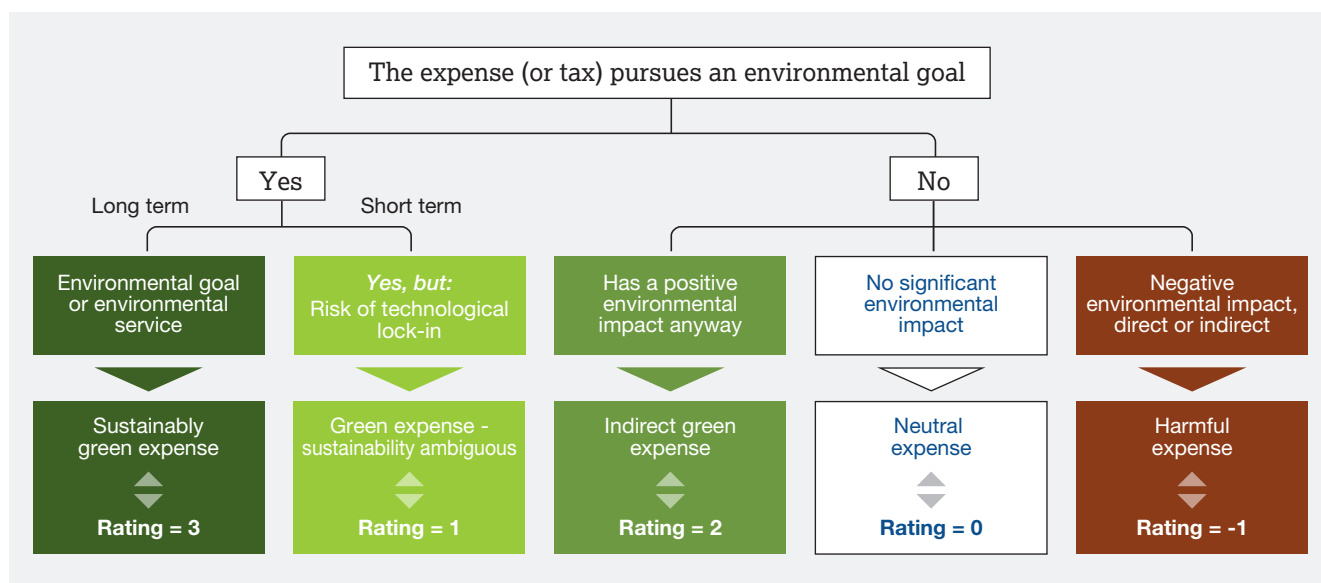 The expense (or tax) pursues an environmental goal
Yes
No
Long term
Short term
Environmental goal
or environmental
service
Yes, but:
Risk of technological
lock-in
Has a positive
environmental
impact anyway
No significant
environmental
impact
Negative
environmental impact,
direct or indirect
Sustainably
green expense
Rating = 3
Green expense -
sustainability ambiguous
Rating = 1
Indirect green
expense
Rating = 2
Neutral
expense
Rating = 0
Harmful
expense
Rating = -1